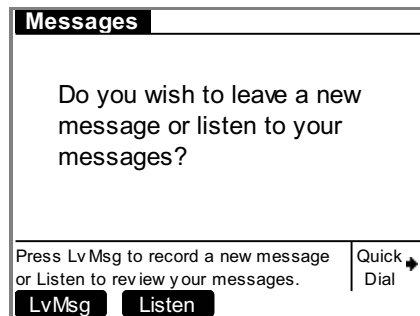 Messages
Do you wish to leave a new
message or listen to your
messages?
Press LvMsg to record a new message
or Listen to review your messages.
Quick
Dial
LvMsg Listen